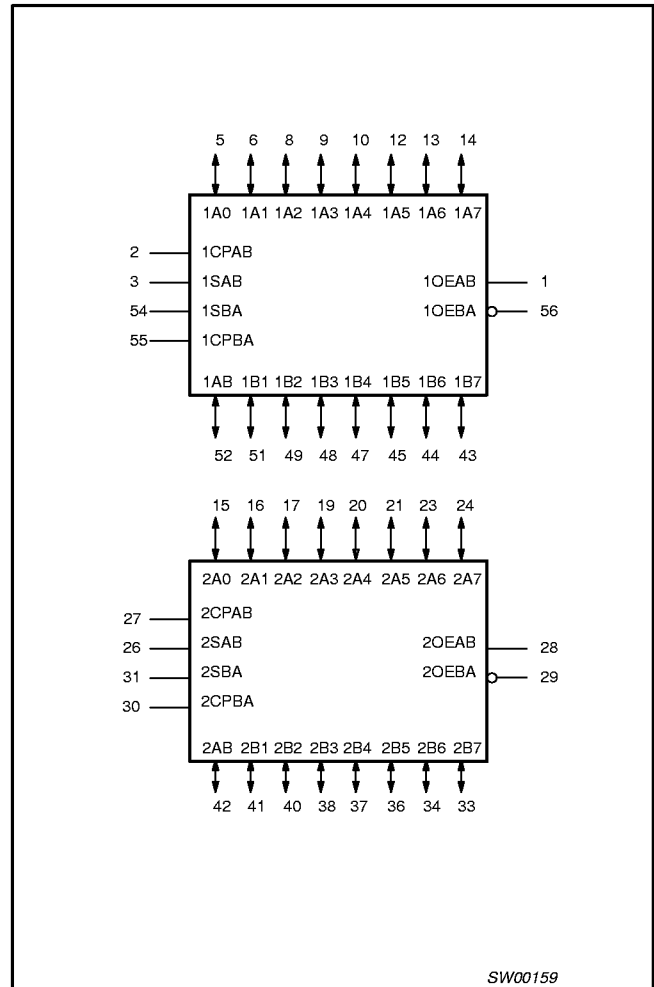 5 6 8 9 10 12 13 14
1A0 1A1 1A2 1A3 1A4 1A5 1A6 1A7
2 1CPAB
3 1SAB 1OEAB 1
54 1SBA 1OEBA 56
55 1CPBA
1AB 1B1 1B2 1B3 1B4 1B5 1B6 1B7
52 51 49 48 47 45 44 43
15 16 17 19 20 21 23 24
2A0 2A1 2A2 2A3 2A4 2A5 2A6 2A7
27 2CPAB
26 2SAB 2OEAB 28
31 2SBA 2OEBA 29
30 2CPBA
2AB 2B1 2B2 2B3 2B4 2B5 2B6 2B7
42 41 40 38 37 36 34 33
SW00159